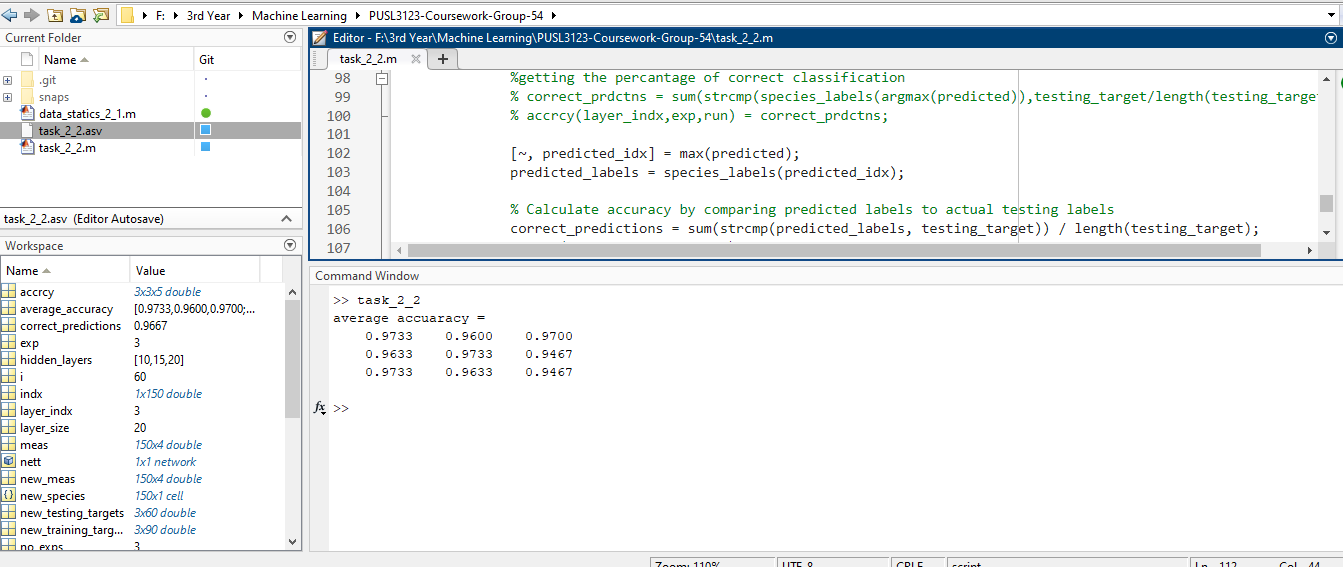 F: 3rd Year Machine Learning PUSL3123-Coursework-Group-54
Current Folder
Name Git
.git
snaps
data_statics_2_1.m
task_2_2.asv
task_2_2.m
task_2_2.asv (Editor Autosave)
Workspace
Name Value
accrcy 3x3x5 double
average_accuracy [0.9733,0.9600,0.9700;...
correct_predictions 0.9667
exp 3
hidden_layers [10,15,20]
i 60
indx 1x150 double
layer_indx 3
layer_size 20
meas 150x4 double
nett 1x1 network
new_meas 150x4 double
new_species 150x1 cell
new_testing_targets 3x60 double
new_training_targ... 3x90 double
no_exps 3
Editor - F:\3rd Year\Machine Learning\PUSL3123-Coursework-Group-54\task_2_2.m
task_2_2.m
98 %getting the percantage of correct classification
99 % correct_prdctns = sum(strcmp(species_labels(argmax(predicted)),testing_target/length(testing_targe
100 % accrcy(layer_indx,exp,run) = correct_prdctns;
101
102 [~, predicted_idx] = max(predicted);
103 predicted_labels = species_labels(predicted_idx);
104
105 % Calculate accuracy by comparing predicted labels to actual testing labels
106 correct_predictions = sum(strcmp(predicted_labels, testing_target)) / length(testing_target);
107
Command Window
>> task_2_2
average accuaracy =
0.9733 0.9600 0.9700
0.9633 0.9733 0.9467
0.9733 0.9633 0.9467
fx >>
Zoom: 110% UTF-8 CRLF script Ln 112 Col 44